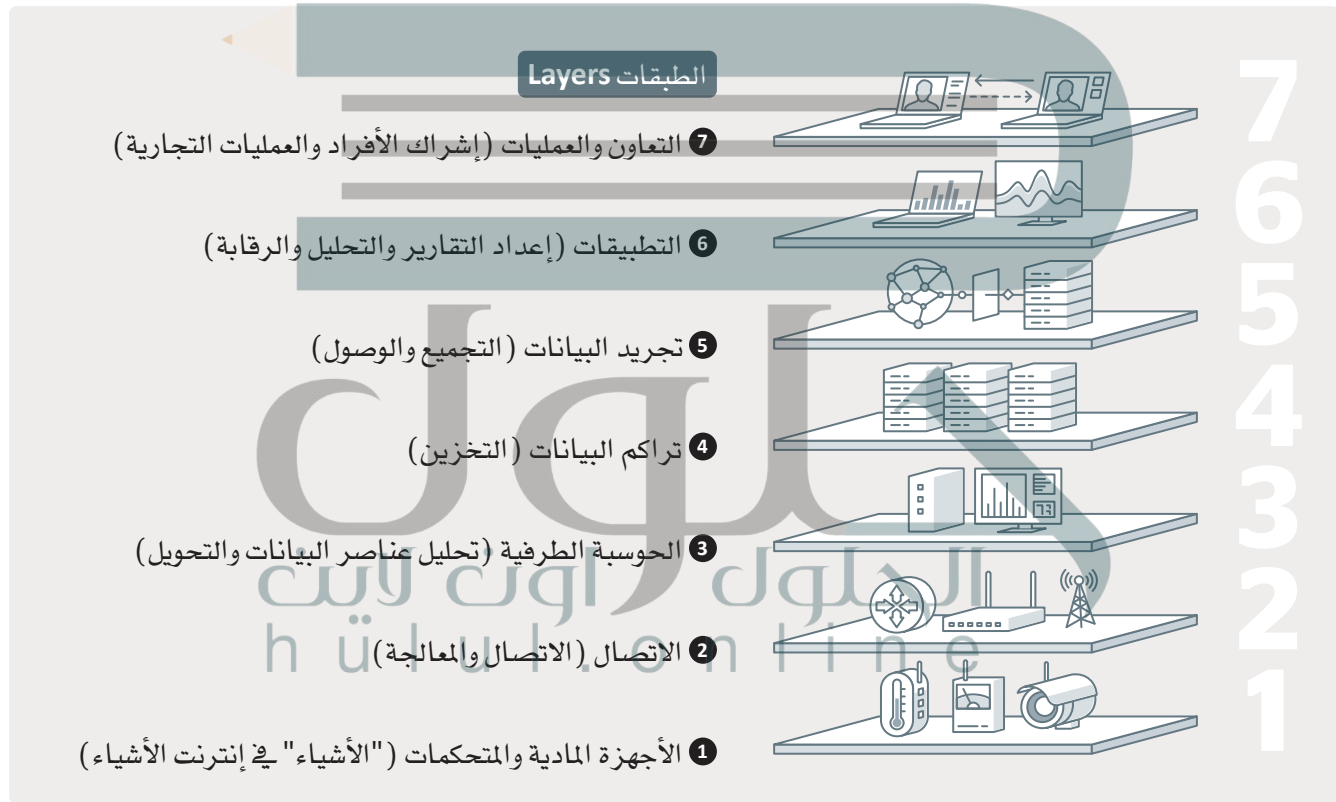 الطبقات Layers
7 التعاون والعمليات (إشراك الأفراد والعمليات التجارية)
6 التطبيقات (إعداد التقارير والتحليل والرقابة)
5 تجريد البيانات (التجميع والوصول)
4 تراكم البيانات (التخزين)
3 الحوسبة الطرفية (تحليل عناصر البيانات والتحويل)
2 الاتصال (الاتصال والمعالجة)
1 الأجهزة المادية والمتحكمات ("الأشياء" في إنترنت الأشياء)
7
6
5
4
3
2
1
حلول
الحلول اون لاين
hülul.online